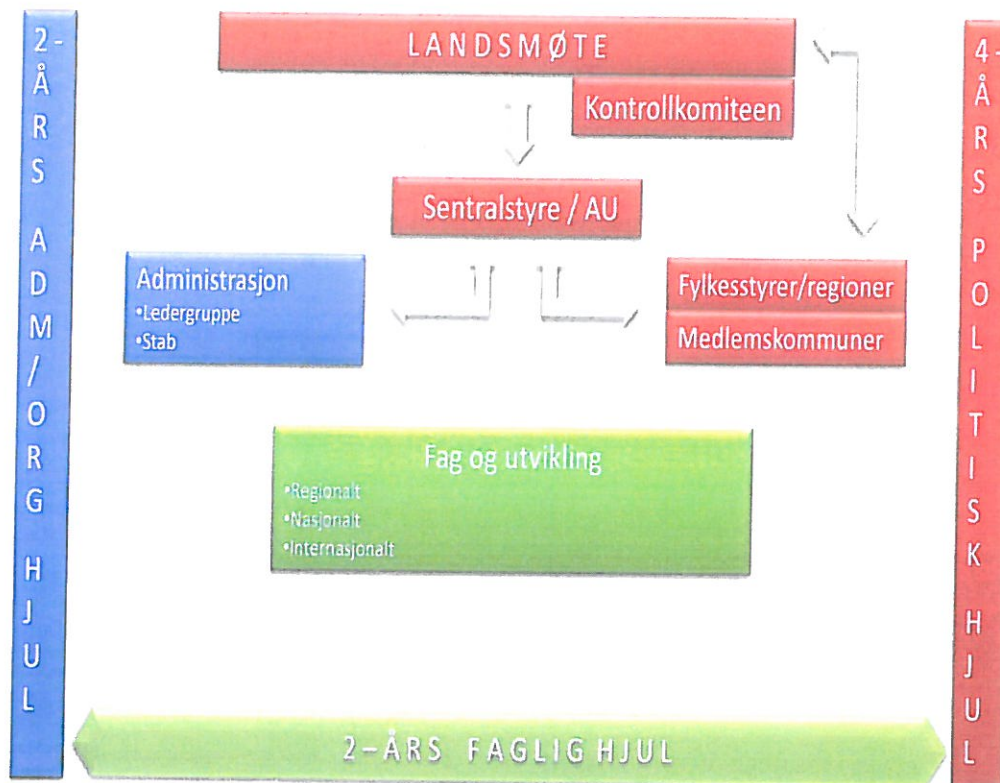 2-ÅRS ADM/ORG HJUL
LANDSMØTE
Kontrollkomiteen
Sentralstyre / AU
Administrasjon
•Ledergruppe
•Stab
Fylkesstyrer/regioner
Medlemskommuner
Fag og utvikling
•Regionalt
•Nasjonalt
•Internasjonalt
2-ÅRS FAGLIG HJUL
4-ÅRS POLITISK HJUL